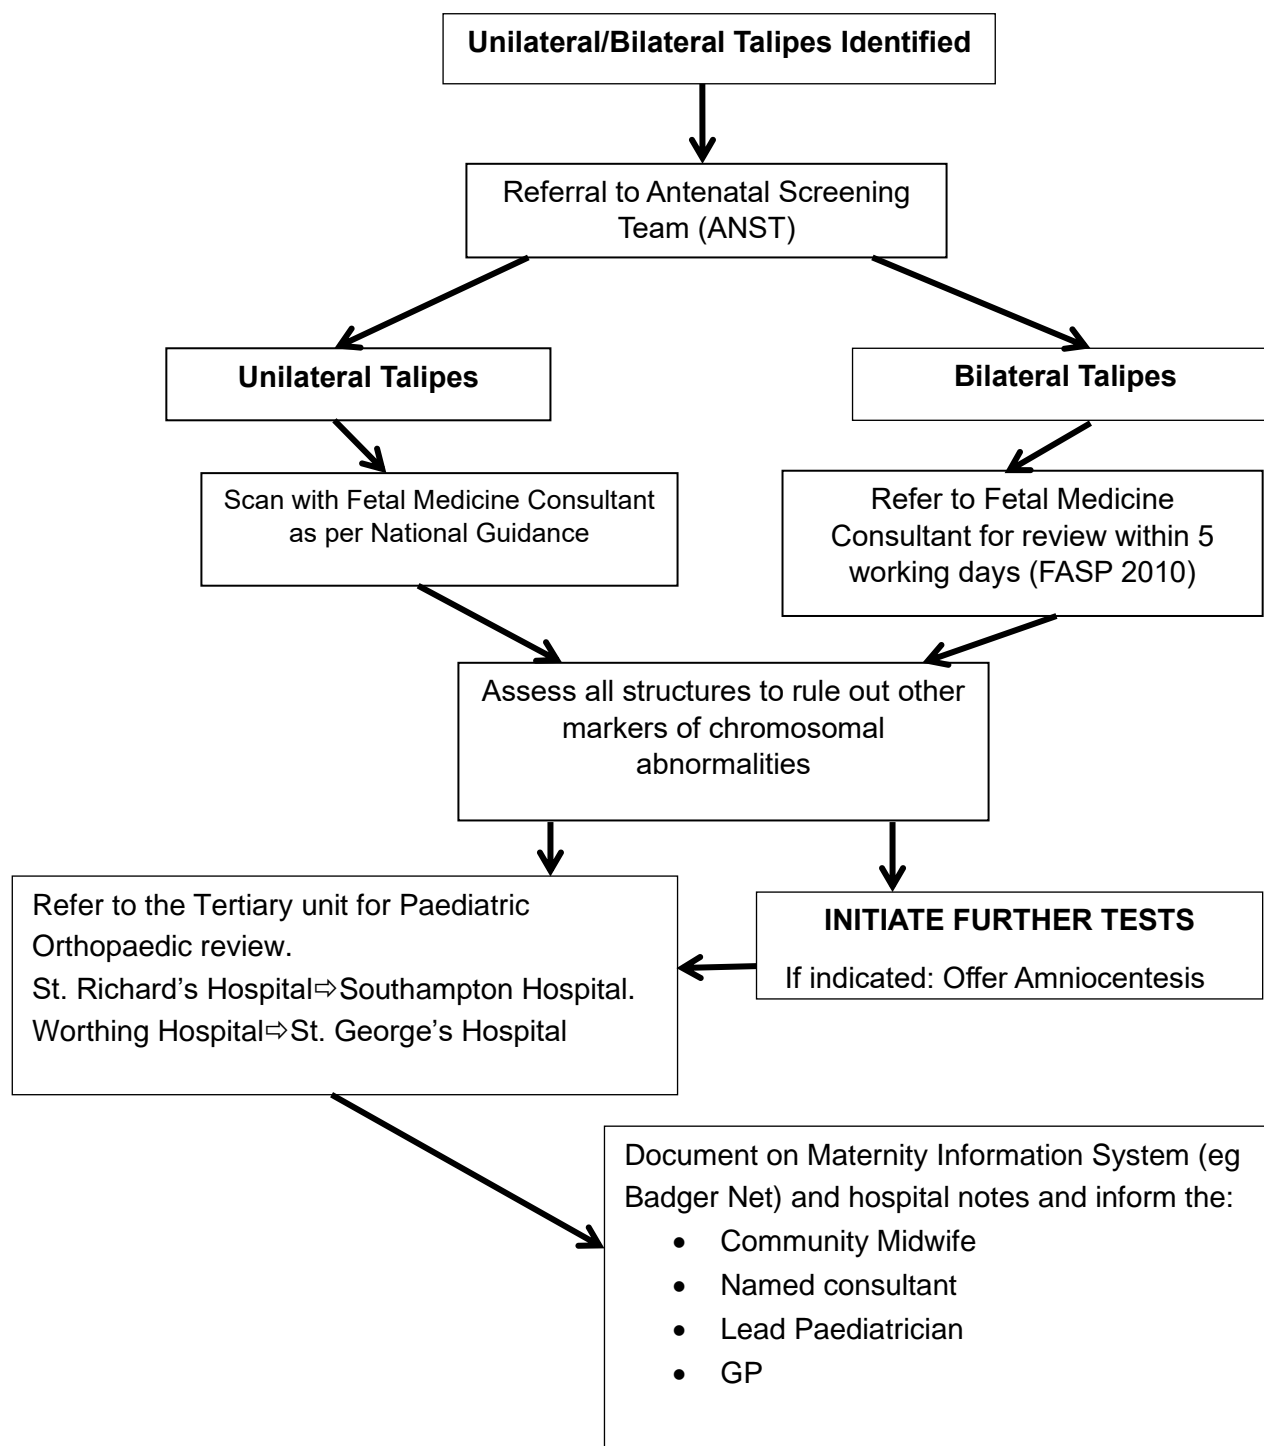 Unilateral/Bilateral Talipes Identified
Referral to Antenatal Screening
Team (ANST)
Unilateral Talipes
Bilateral Talipes
Scan with Fetal Medicine Consultant
as per National Guidance
Refer to Fetal Medicine
Consultant for review within 5
working days (FASP 2010)
Assess all structures to rule out other
markers of chromosomal
abnormalities
Refer to the Tertiary unit for Paediatric
Orthopaedic review.
St. Richard’s Hospital⇨Southampton Hospital.
Worthing Hospital⇨St. George’s Hospital
INITIATE FURTHER TESTS
If indicated: Offer Amniocentesis
Document on Maternity Information System (eg
Badger Net) and hospital notes and inform the:
• Community Midwife
• Named consultant
• Lead Paediatrician
• GP